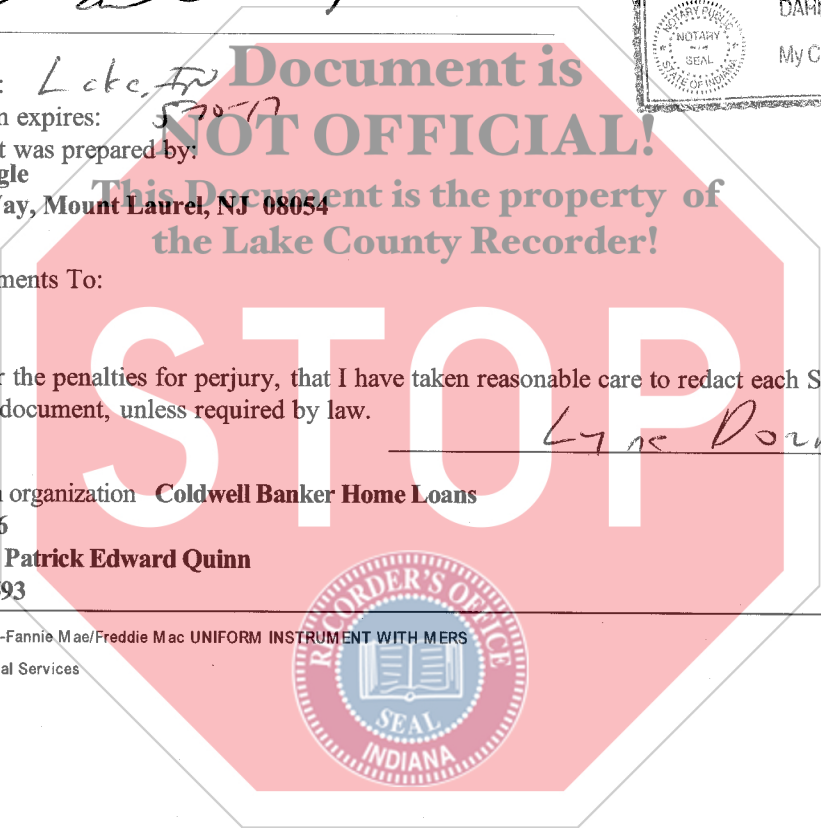 DAHI
NOTARY PUBLIC
NOTARY
SEAL
STATE OF INDIANA
My C
: Lake, IN
Document is
n expires:
NOT OFFICIAL!
t was prepared by:
gle
This Document is the property of
ay, Mount Laurel, NJ 08054
the Lake County Recorder!
ments To:
STOP
r the penalties for perjury, that I have taken reasonable care to redact each S
document, unless required by law.
n organization Coldwell Banker Home Loans
6
Patrick Edward Quinn
93
-Fannie Mae/Freddie Mac UNIFORM INSTRUMENT WITH MERS
al Services
RECORDER'S OFFICE
SEAL
INDIANA